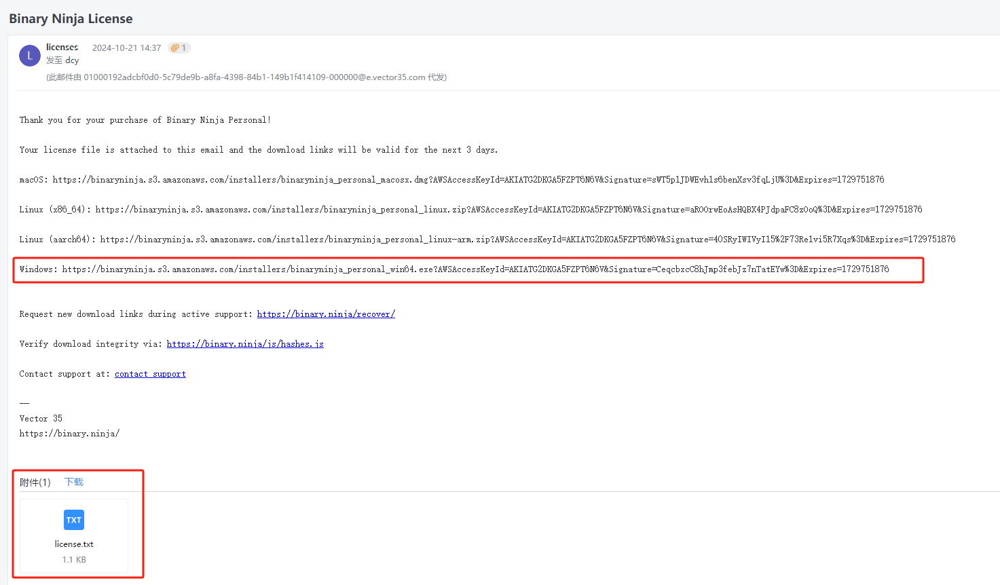 Binary Ninja License
L
licenses 2024-10-21 14:37 1
发至 dcy
(此邮件由 01000192adcbf0d0-5c79de9b-a8fa-4398-84b1-149b1f414109-000000@e.vector35.com 代发)
Thank you for your purchase of Binary Ninja Personal!
Your license file is attached to this email and the download links will be valid for the next 3 days.
macOS: https://binaryninja.s3.amazonaws.com/installers/binaryninja_personal_macosx.dmg?AWSAccessKeyId=AKIATG2DKGA5FZPT6N6V&Signature=sWT5p1JDWEvh1s6benXsv3fqLjU%3D&Expires=1729751876
Linux (x86_64): https://binaryninja.s3.amazonaws.com/installers/binaryninja_personal_linux.zip?AWSAccessKeyId=AKIATG2DKGA5FZPT6N6V&Signature=aROOrwEoAsHQBX4PJdpaFC8zOoQ%3D&Expires=1729751876
Linux (aarch64): https://binaryninja.s3.amazonaws.com/installers/binaryninja_personal_linux-arm.zip?AWSAccessKeyId=AKIATG2DKGA5FZPT6N6V&Signature=4OSRyIWIVyI15%2F73Re1vi5R7Xqs%3D&Expires=1729751876
Windows: https://binaryninja.s3.amazonaws.com/installers/binaryninja_personal_win64.exe?AWSAccessKeyId=AKIATG2DKGA5FZPT6N6V&Signature=CeqcbxcC8hJmp3febJz7nTatEYw%3D&Expires=1729751876
Request new download links during active support: https://binary.ninja/recover/
Verify download integrity via: https://binary.ninja/js/hashes.js
Contact support at: contact support
—
Vector 35
https://binary.ninja/
附件(1) 下载
TXT
license.txt
1.1 KB